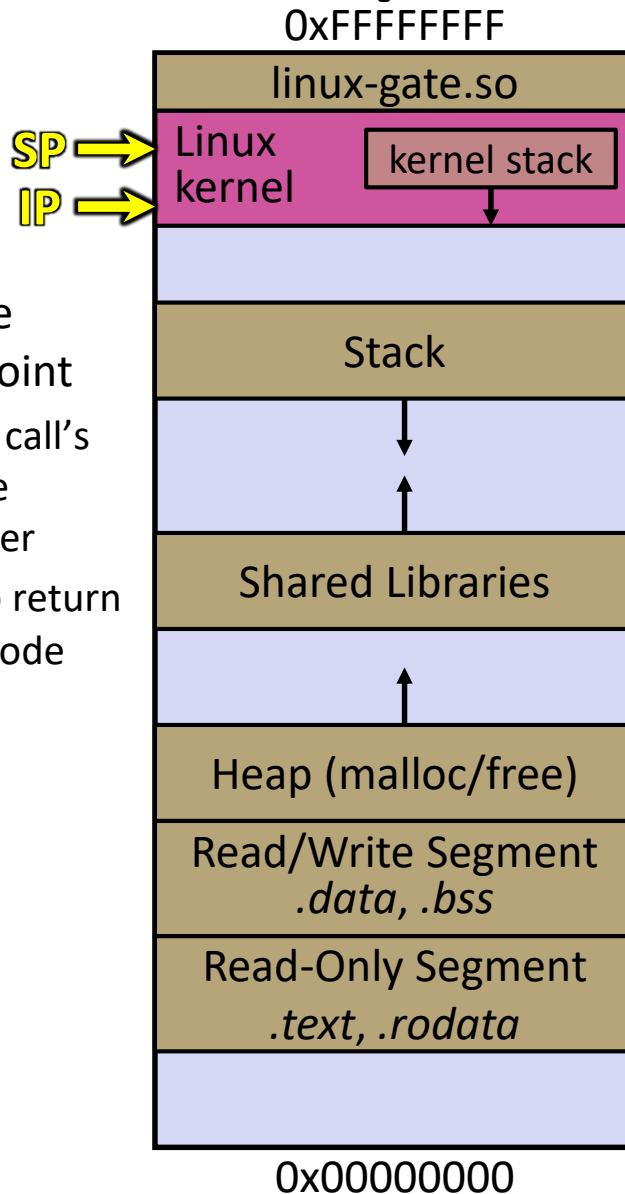 0xFFFFFFFF
linux-gate.so
SP
Linux
kernel
kernel stack
IP
Stack
oint
call's
er
return
ode
Shared Libraries
Heap (malloc/free)
Read/Write Segment
.data, .bss
Read-Only Segment
.text, .rodata
0x00000000